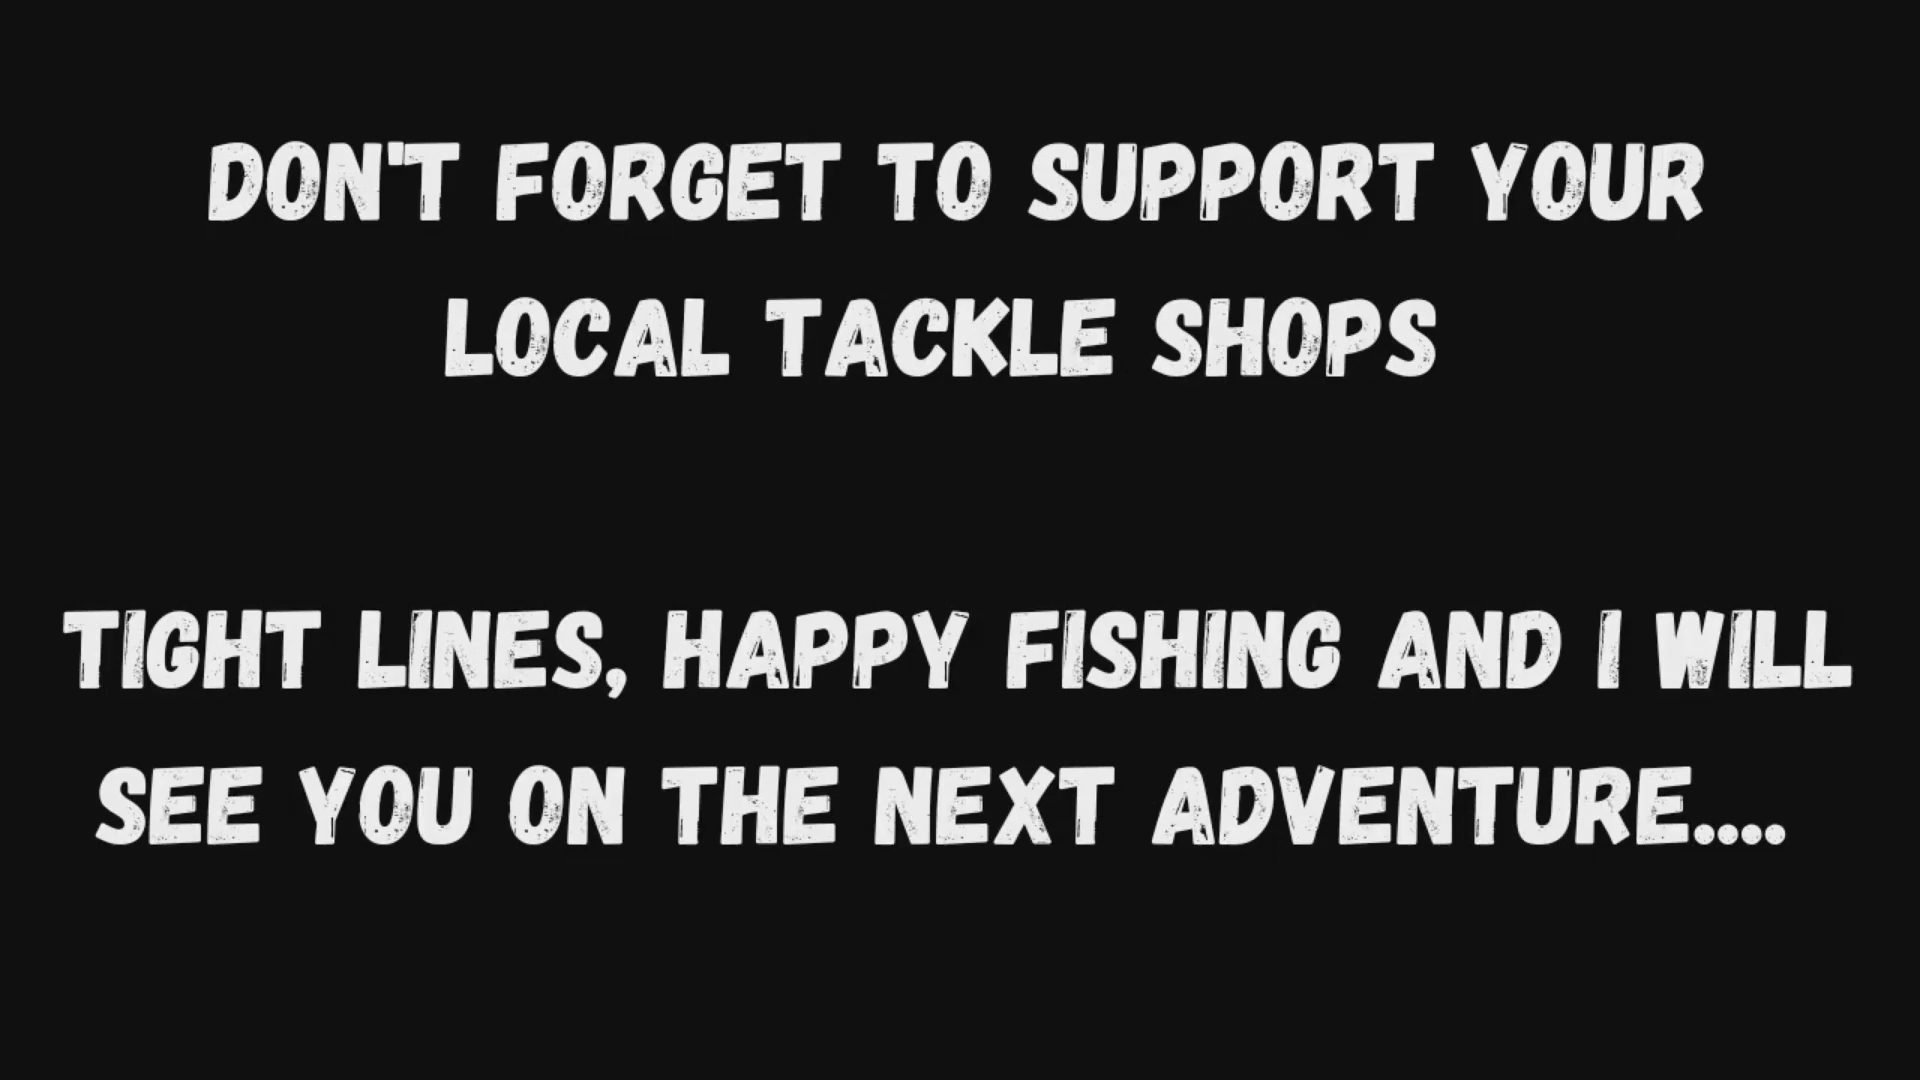 DON'T FORGET TO SUPPORT YOUR
LOCAL TACKLE SHOPS
TIGHT LINES, HAPPY FISHING AND I WILL
SEE YOU ON THE NEXT ADVENTURE....